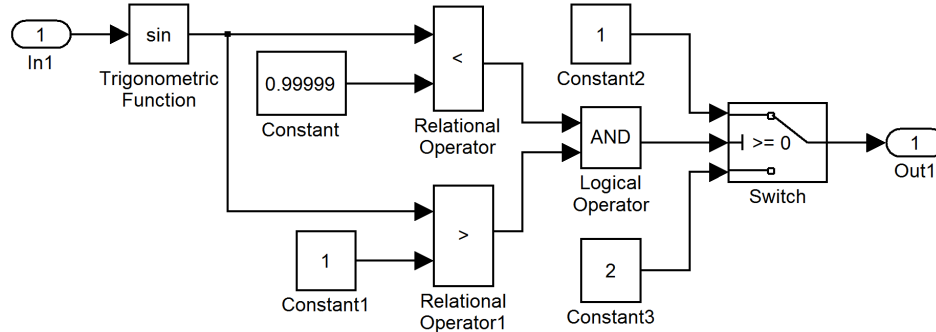 1
In1
sin
Trigonometric
Function
0.99999
Constant
<
Relational
Operator
1
Constant2
AND
Logical
Operator
>= 0
Switch
1
Out1
1
Constant1
>
Relational
Operator1
2
Constant3